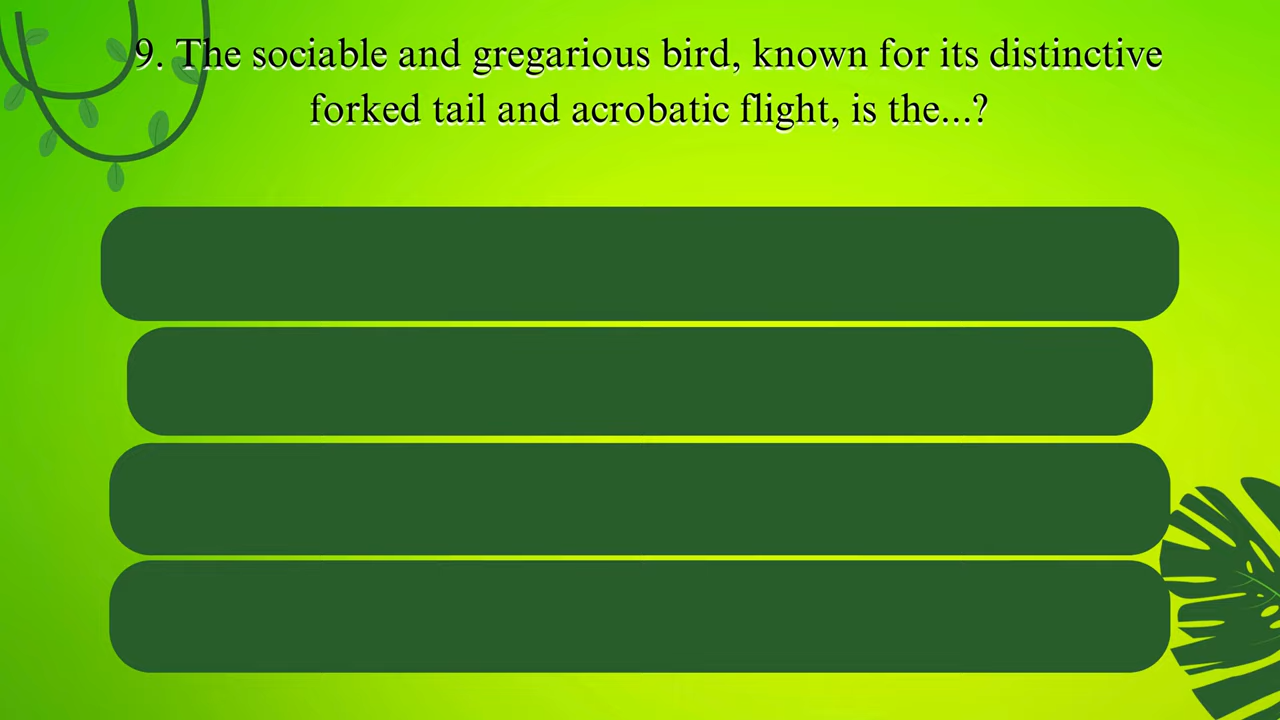 9. The sociable and gregarious bird, known for its distinctive
forked tail and acrobatic flight, is the...?